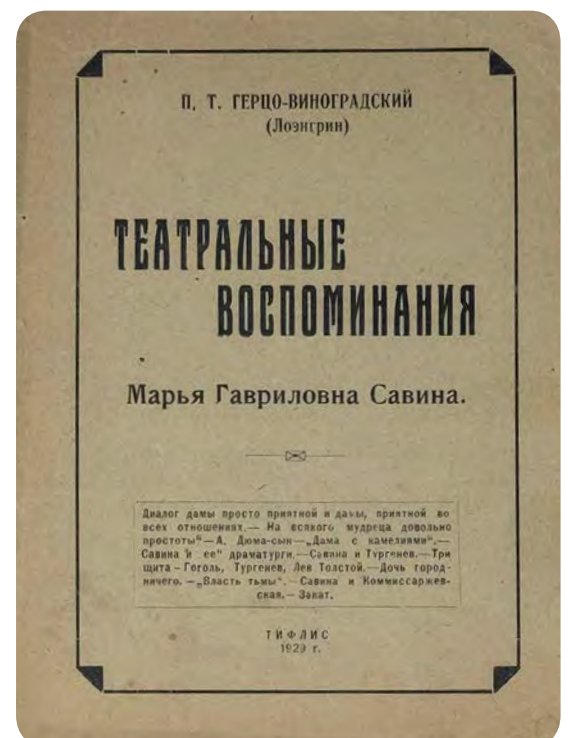 П. Т. ГЕРЦО-ВИНОГРАДСКИЙ
(Лоэнгрин)
ТЕАТРАЛЬНЫЕ
ВОСПОМИНАНИЯ
Марья Гавриловна Савина.
Диалог дамы просто приятной и дамы, приятной во
всех отношениях.— На всякого мудреца довольно
простоты"—А. Дюма-сын—„Дама с камелиями".—
Савина и ее" драматурги.—Савина и Тургенев.—Три
щита—Гоголь, Тургенев, Лев Толстой.—Дочь город-
ничего.—„Власть тьмы".—Савина и Коммиссаржев-
ская.—Закат.
ТИФЛИС
1929 г.